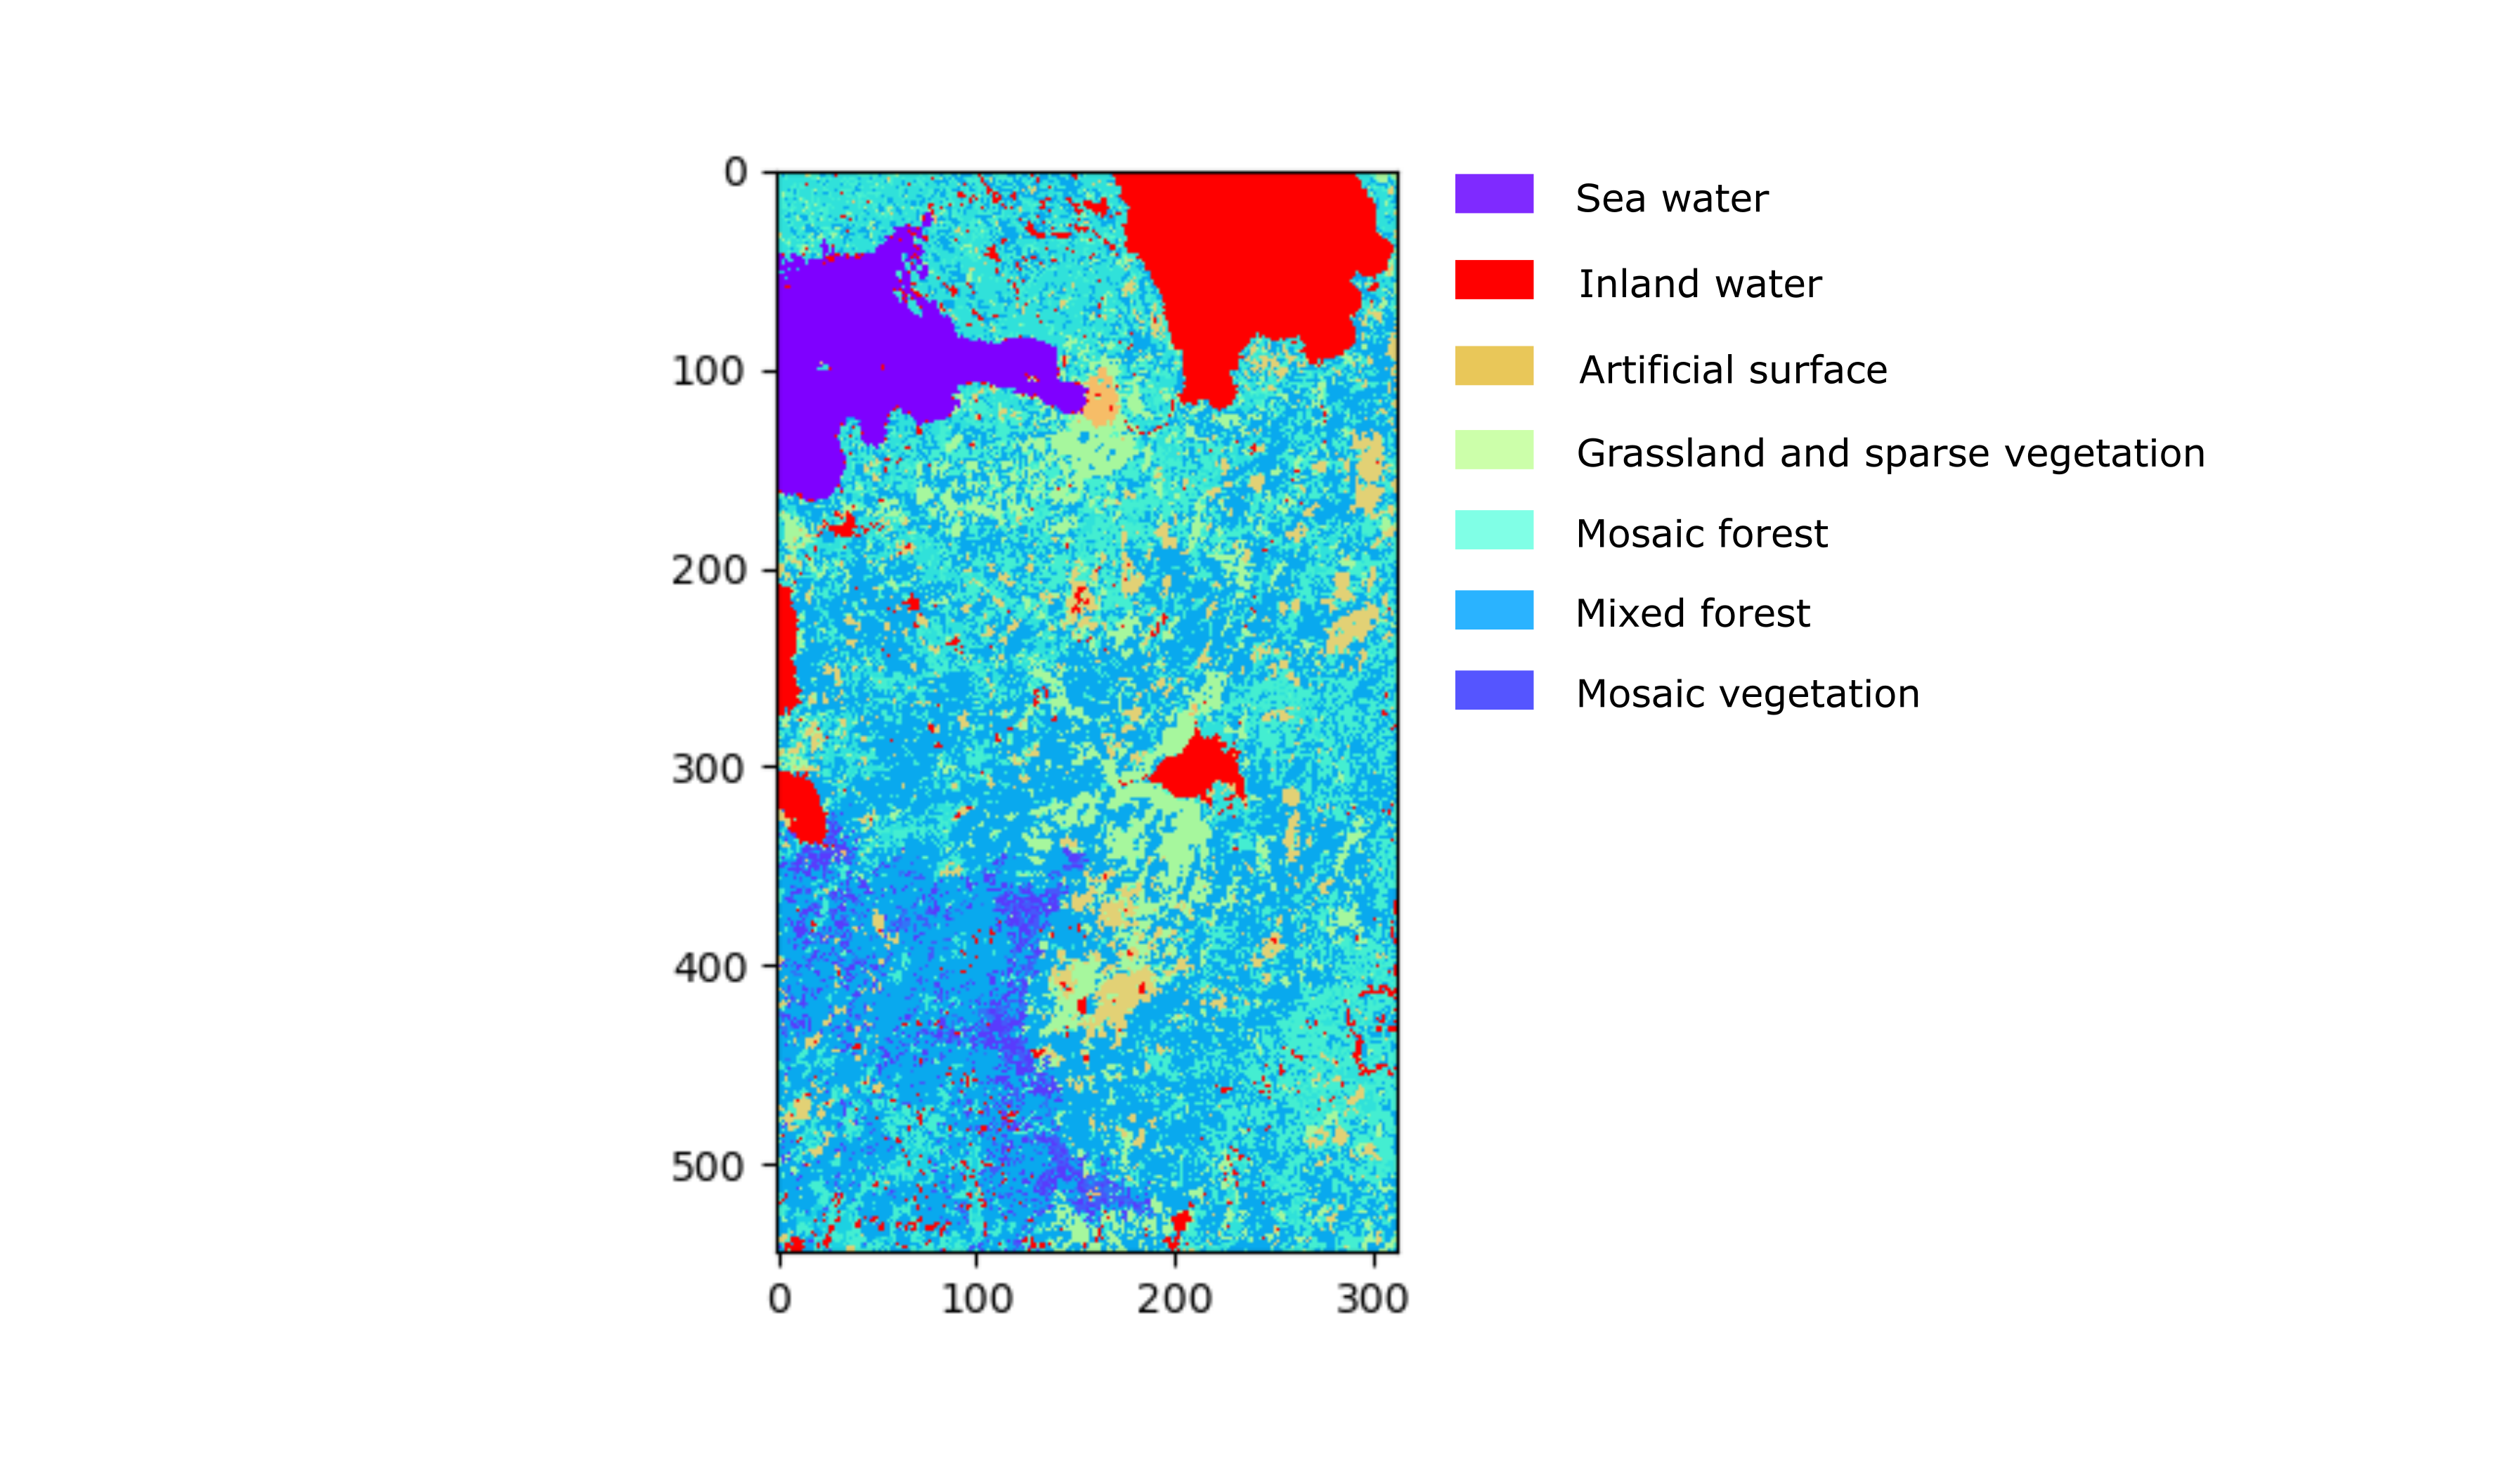 0
100
200
300
400
500
0 100 200 300
Sea water
Inland water
Artificial surface
Grassland and sparse vegetation
Mosaic forest
Mixed forest
Mosaic vegetation